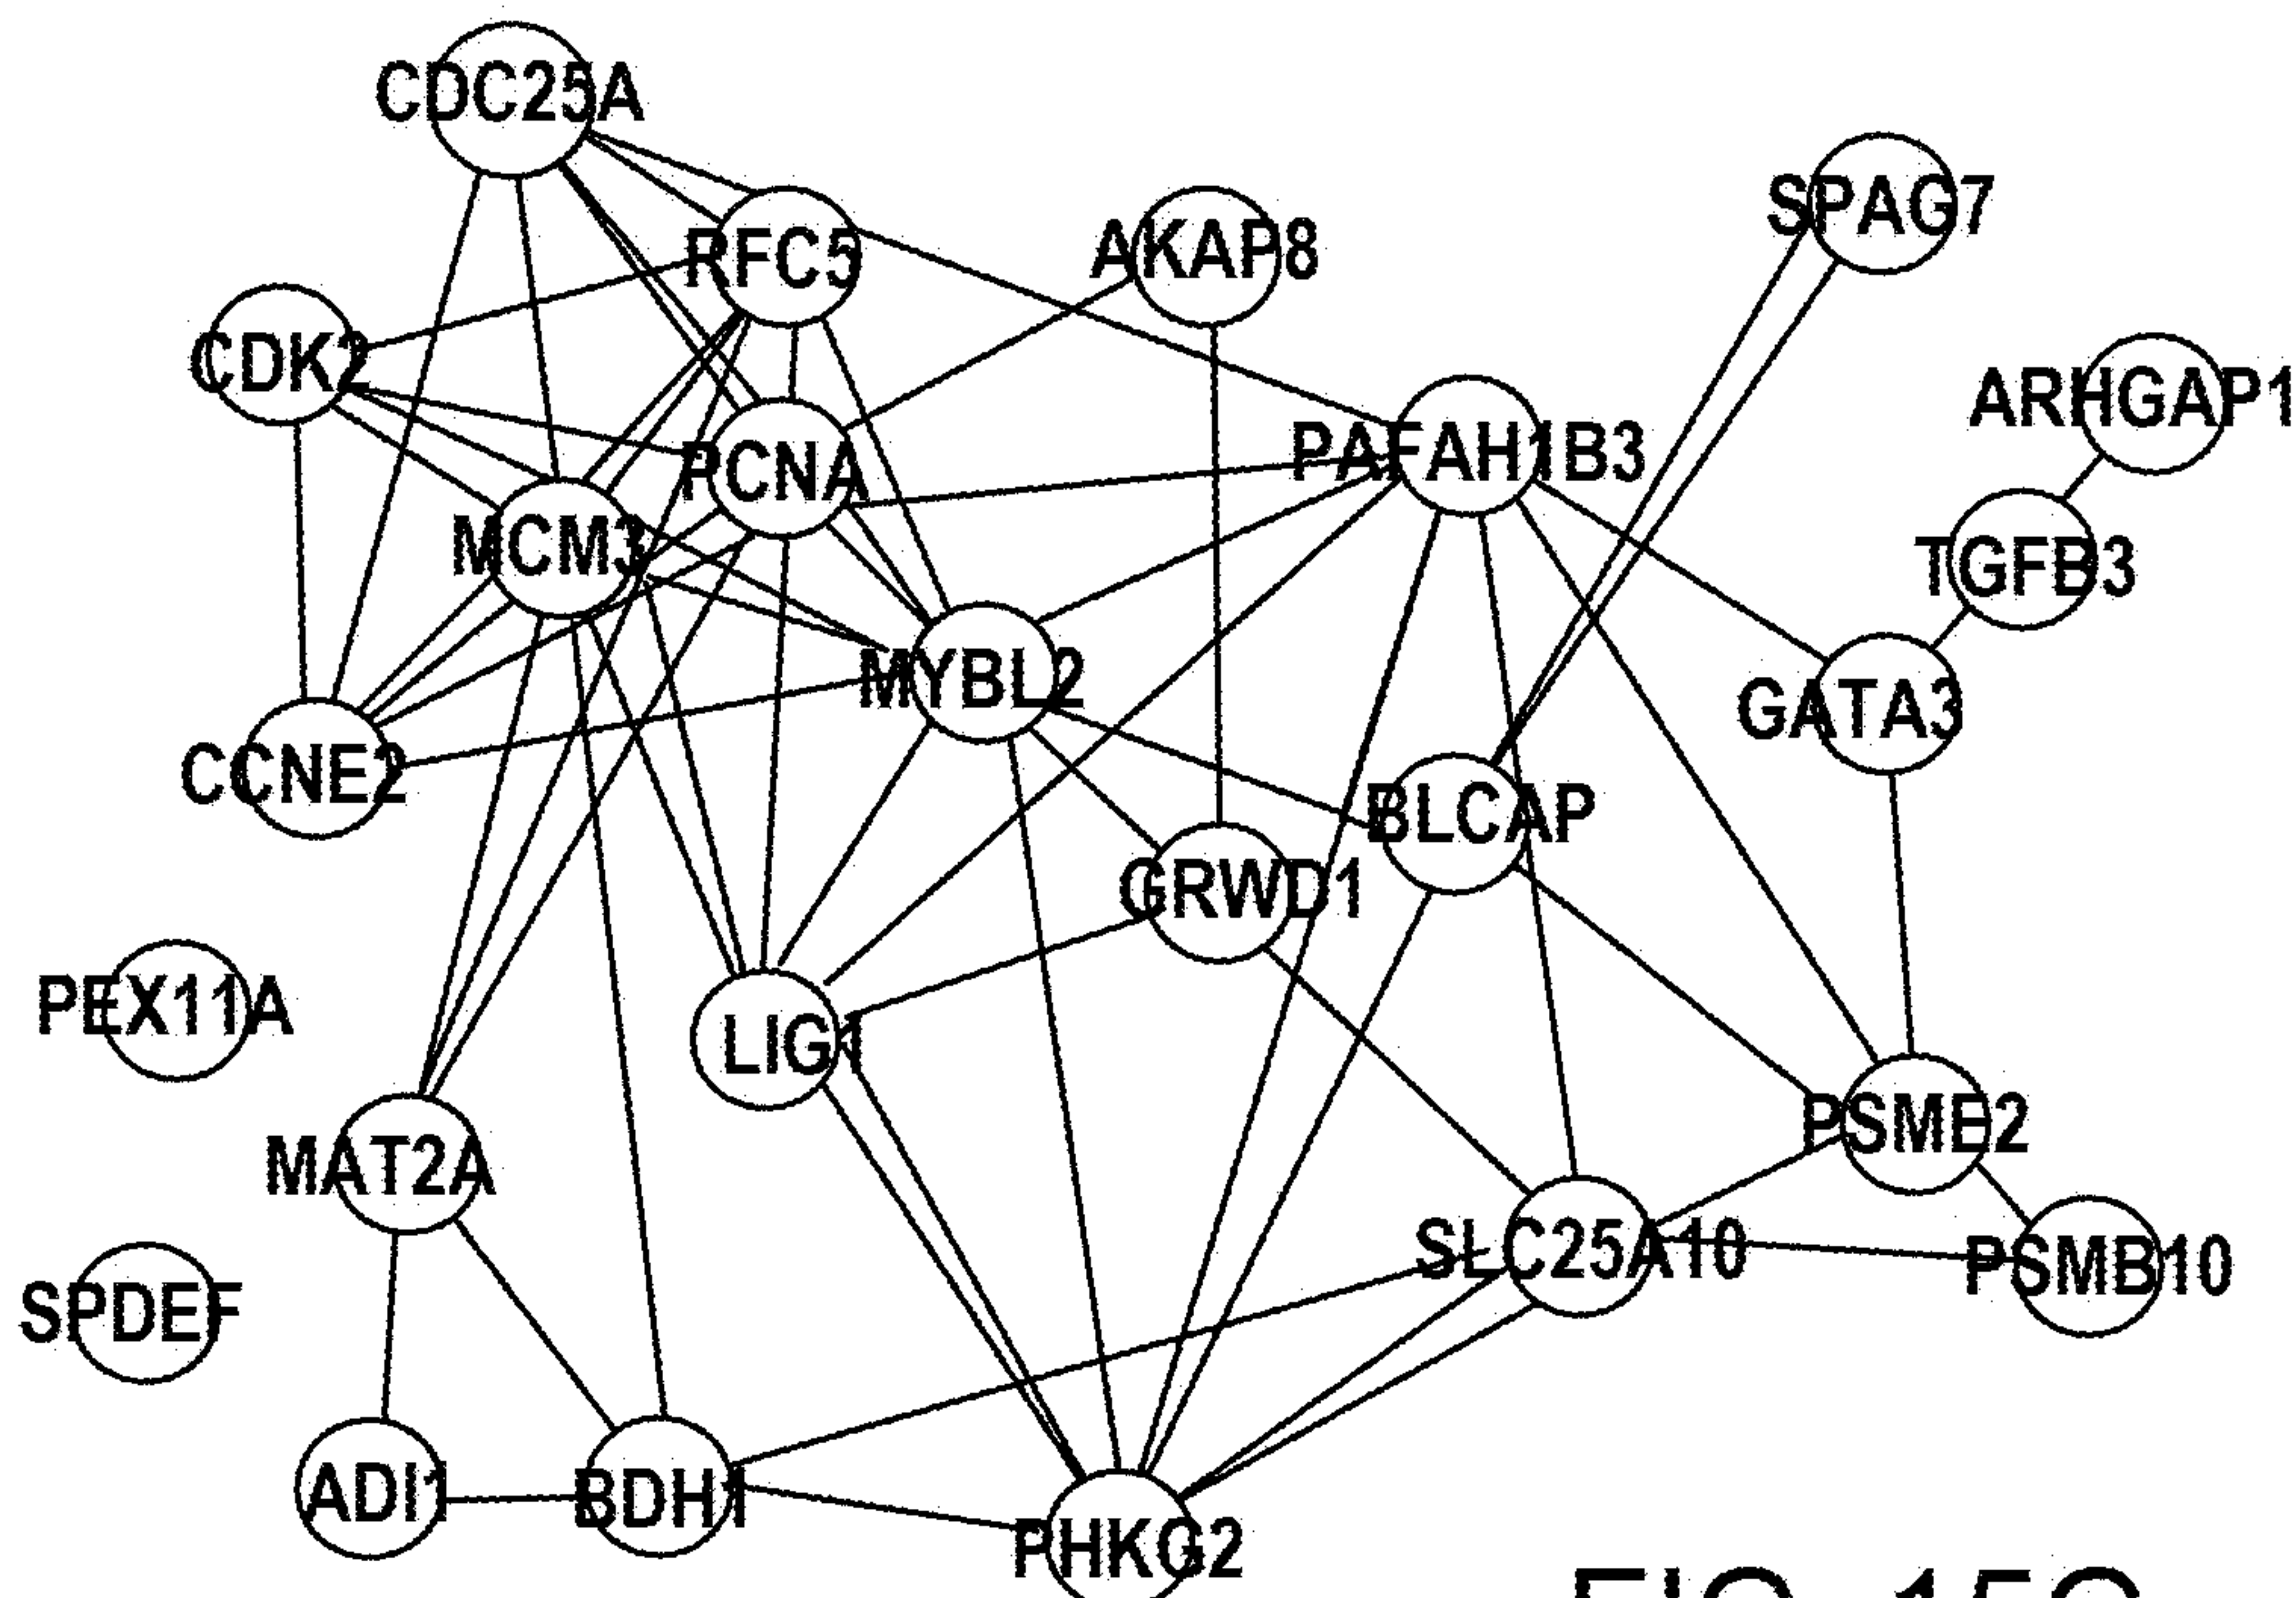 CDC25A
SPAG7
RFC5
AKAP8
CDK2
ARHGAP1
PCNA
PAFAH1B3
MCM3
TGFB3
MYBL2
GATA3
CCNE2
BLCAP
GRWD1
PEX11A
LIG1
PSME2
MAT2A
SLC25A10
PSMB10
SPDEF
ADI1
BDH1
PHKG2